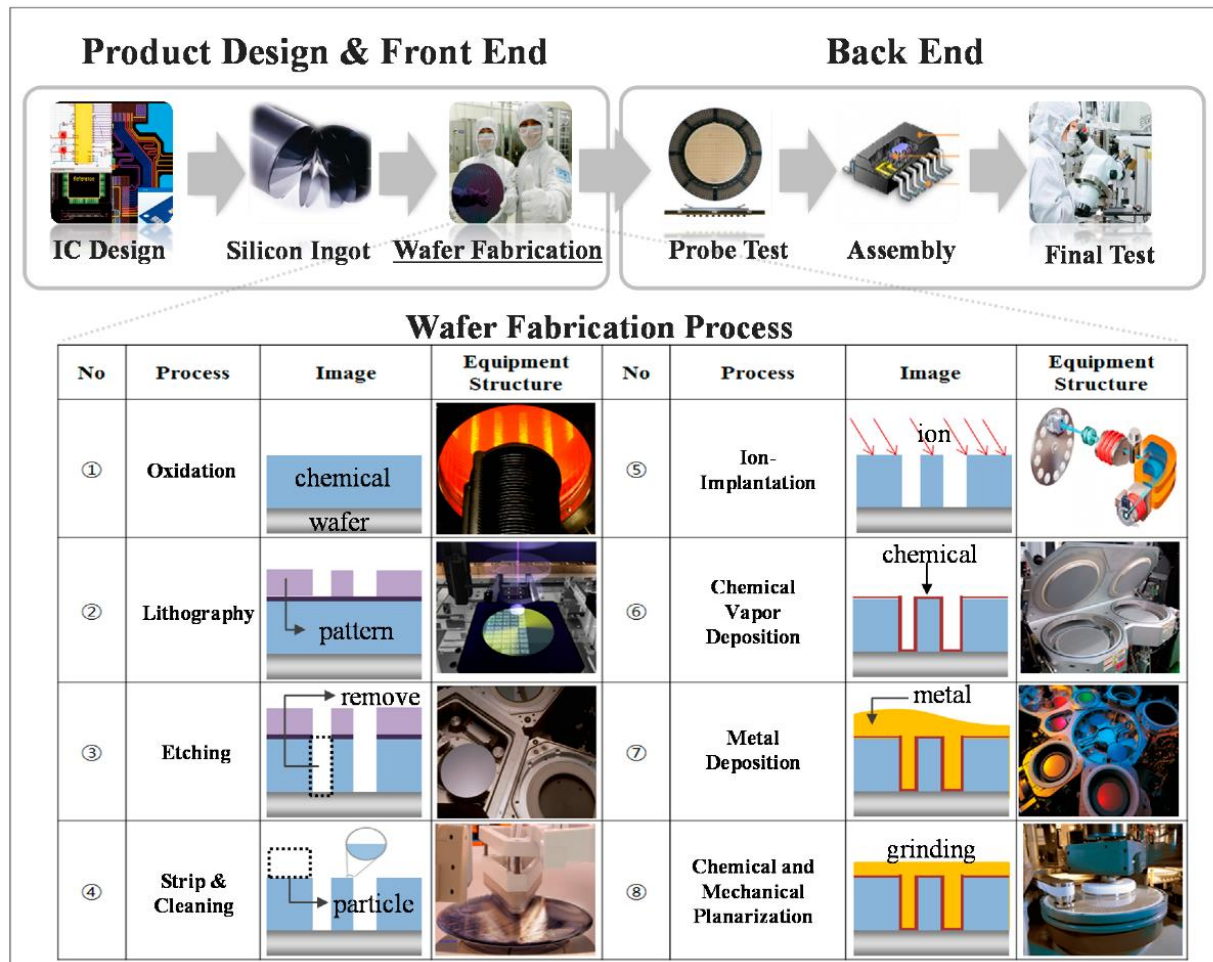 Product Design & Front End
Back End
IC Design
Silicon Ingot
Wafer Fabrication
Probe Test
Assembly
Final Test
Reference
Wafer Fabrication Process
No
Process
Image
Equipment
Structure
No
Process
Image
Equipment
Structure
①
Oxidation
chemical
wafer
⑤
Ion-
Implantation
ion
②
Lithography
pattern
⑥
Chemical
Vapor
Deposition
chemical
③
Etching
remove
⑦
Metal
Deposition
metal
④
Strip &
Cleaning
particle
⑧
Chemical and
Mechanical
Planarization
grinding